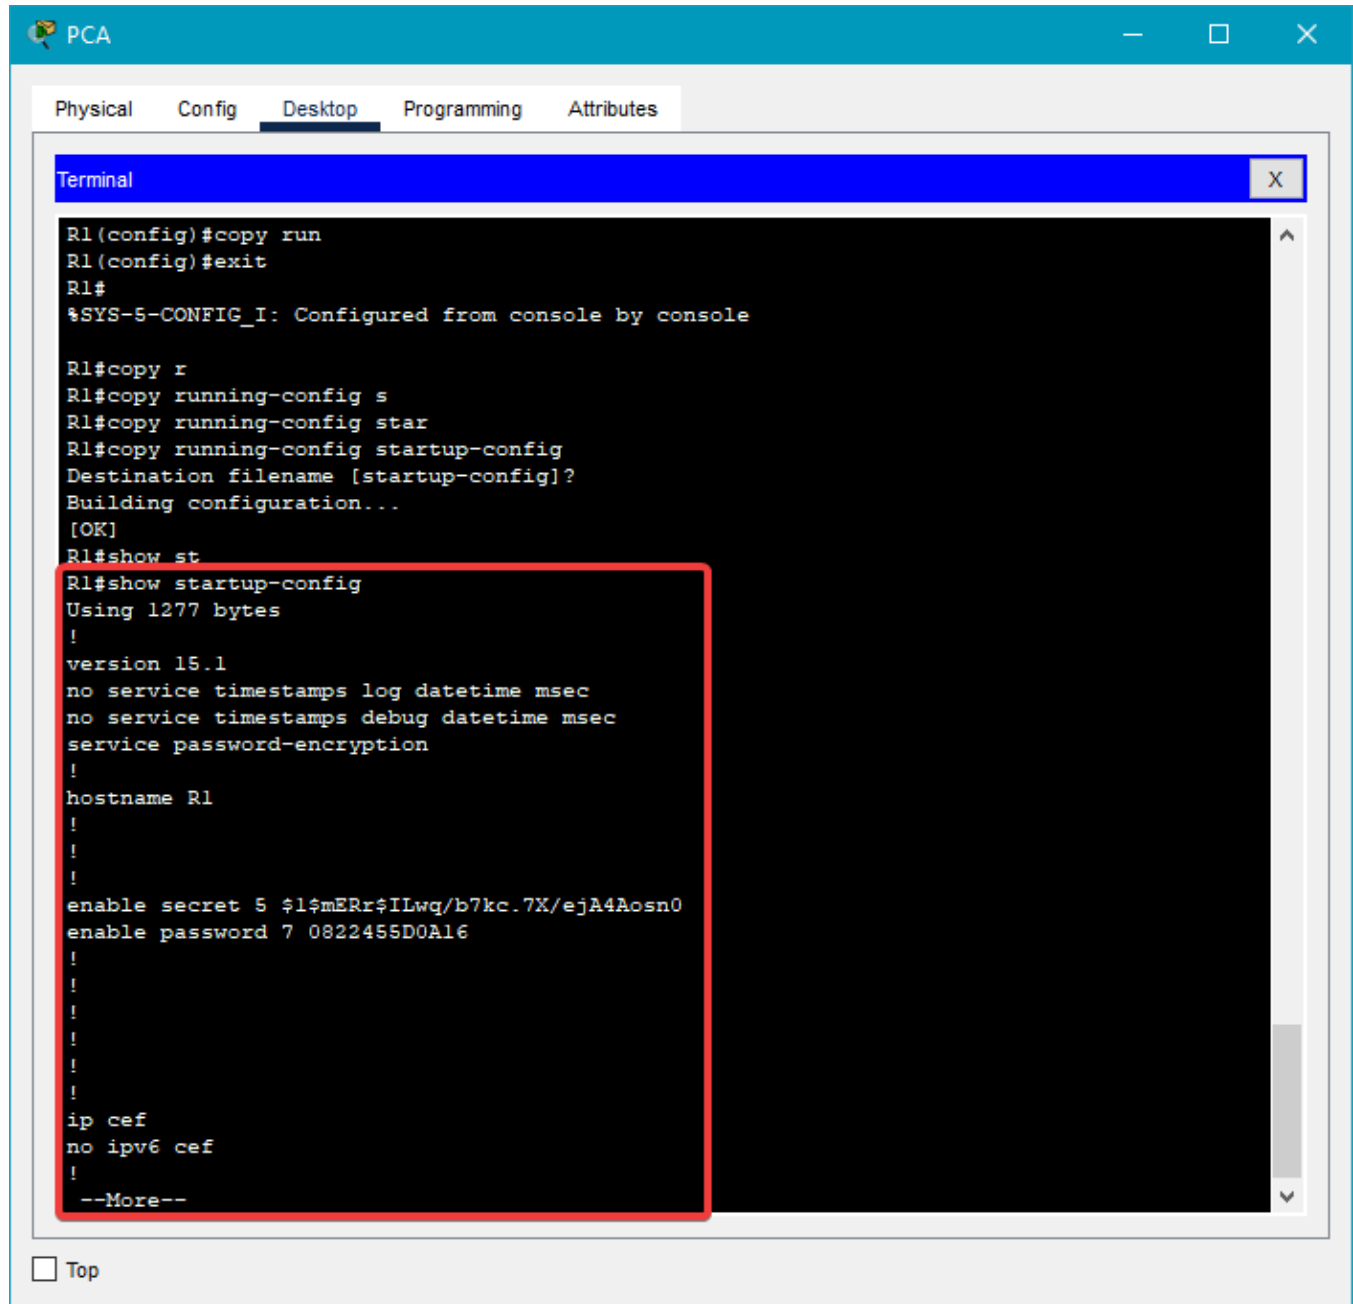 PCA
Physical Config Desktop Programming Attributes
Terminal
X
R1(config)#copy run
R1(config)#exit
R1#
%SYS-5-CONFIG_I: Configured from console by console
R1#copy r
R1#copy running-config s
R1#copy running-config star
R1#copy running-config startup-config
Destination filename [startup-config]?
Building configuration...
[OK]
R1#show st
R1#show startup-config
Using 1277 bytes
!
version 15.1
no service timestamps log datetime msec
no service timestamps debug datetime msec
service password-encryption
!
hostname R1
!
!
!
enable secret 5 $1$mERr$ILwq/b7kc.7X/ejA4Aosn0
enable password 7 0822455D0A16
!
!
!
!
!
!
ip cef
no ipv6 cef
!
--More--
Top